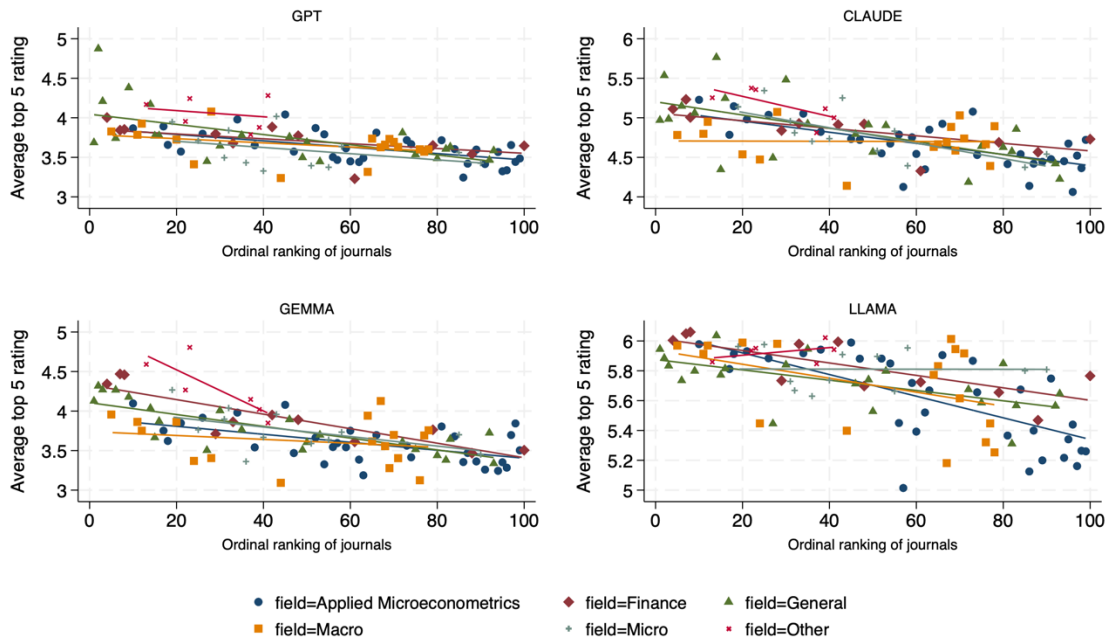 GPT
Average top 5 rating
5
4.5
4
3.5
3
0 20 40 60 80 100
Ordinal ranking of journals
CLAUDE
Average top 5 rating
6
5.5
5
4.5
4
0 20 40 60 80 100
Ordinal ranking of journals
GEMMA
Average top 5 rating
5
4.5
4
3.5
3
0 20 40 60 80 100
Ordinal ranking of journals
LLAMA
Average top 5 rating
6
5.8
5.6
5.4
5.2
5
0 20 40 60 80 100
Ordinal ranking of journals
field=Applied Microeconometrics field=Finance field=General
field=Macro field=Micro field=Other